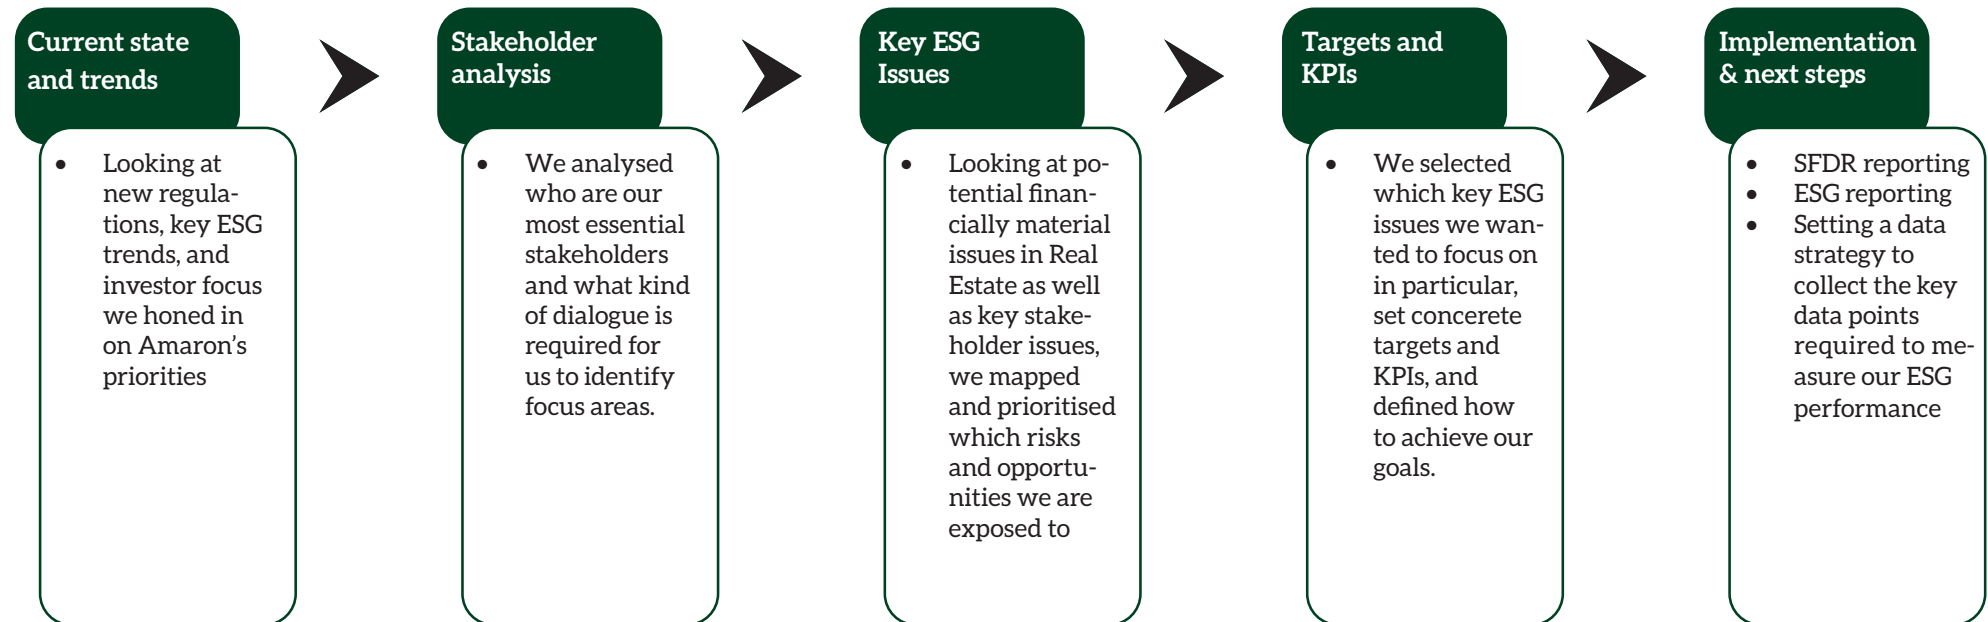 Current state
and trends
• Looking at
new regula-
tions, key ESG
trends, and
investor focus
we honed in
on Amaron’s
priorities
Stakeholder
analysis
• We analysed
who are our
most essential
stakeholders
and what kind
of dialogue is
required for
us to identify
focus areas.
Key ESG
Issues
• Looking at po-
tential finan-
cially material
issues in Real
Estate as well
as key stake-
holder issues,
we mapped
and prioritised
which risks
and opportu-
nities we are
exposed to
Targets and
KPIs
• We selected
which key ESG
issues we wan-
ted to focus on
in particular,
set concerete
targets and
KPIs, and
defined how
to achieve our
goals.
Implementation
& next steps
• SFDR reporting
• ESG reporting
• Setting a data
strategy to
collect the key
data points
required to me-
asure our ESG
performance